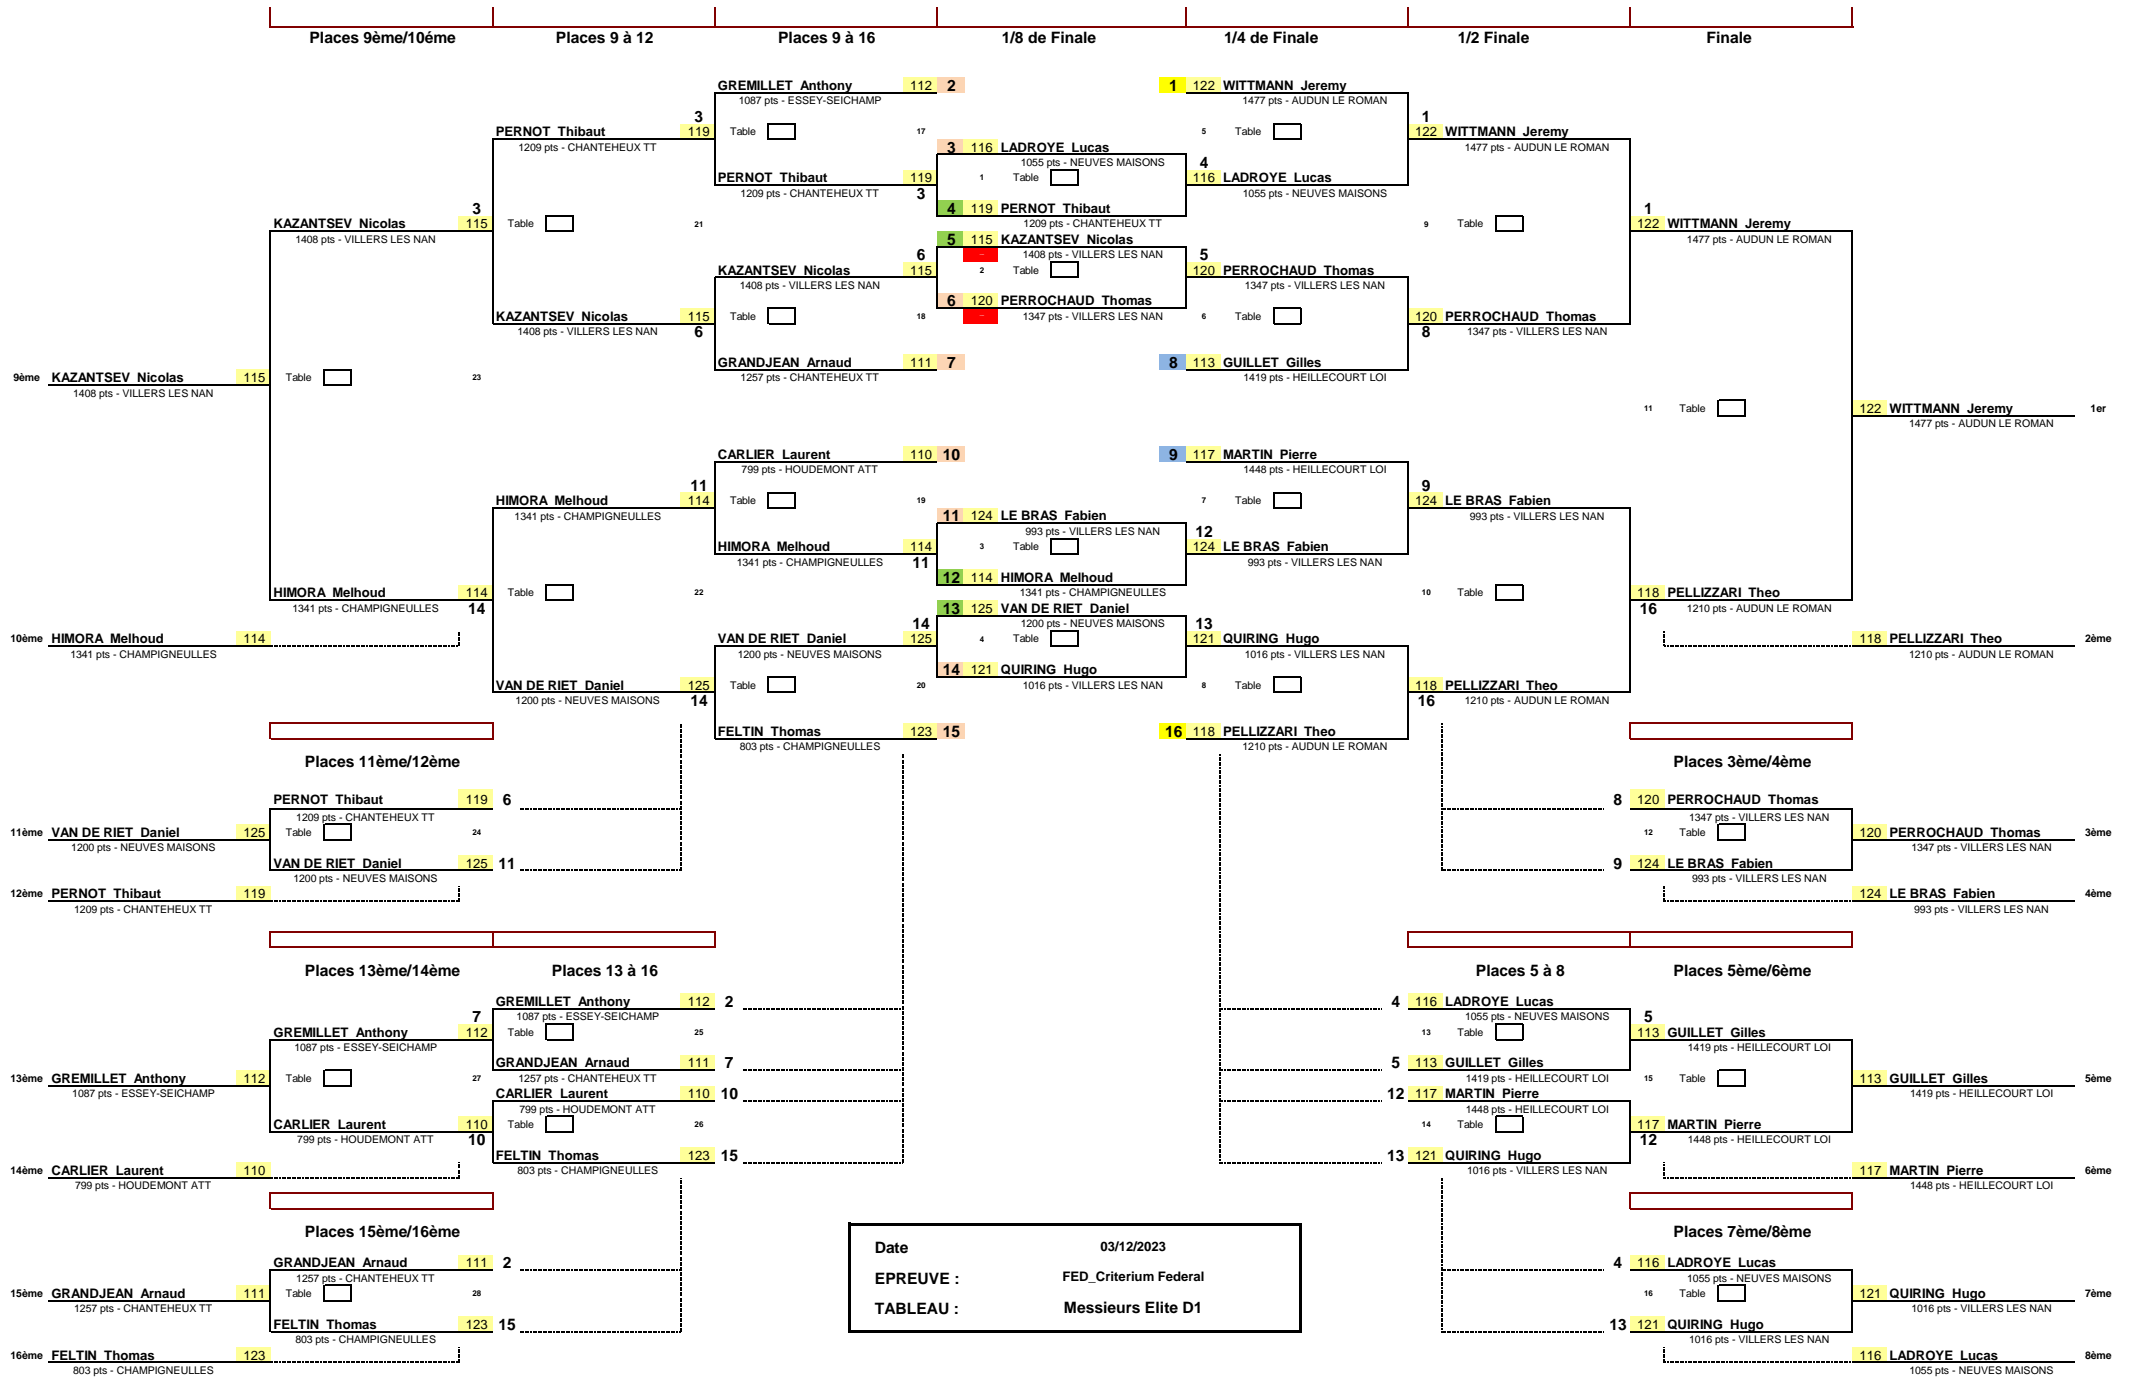 Places 9ème/10éme Places 9 à 12 Places 9 à 16 1/8 de Finale 1/4 de Finale 1/2 Finale Finale
GREMILLET Anthony 112 2 1 122 WITTMANN Jeremy
1087 pts - ESSEY-SEICHAMP 1477 pts - AUDUN LE ROMAN
3 1
PERNOT Thibaut 119 Table 17 5 Table 122 WITTMANN Jeremy
1209 pts - CHANTEHEUX TT 3 116 LADROYE Lucas 1477 pts - AUDUN LE ROMAN
1055 pts - NEUVES MAISONS 4
PERNOT Thibaut 119 1 Table 116 LADROYE Lucas
1209 pts - CHANTEHEUX TT 3 1055 pts - NEUVES MAISONS
3 4 119 PERNOT Thibaut 1
KAZANTSEV Nicolas 115 Table 21 1209 pts - CHANTEHEUX TT 9 Table 122 WITTMANN Jeremy
1408 pts - VILLERS LES NAN 5 115 KAZANTSEV Nicolas 1477 pts - AUDUN LE ROMAN
6 1408 pts - VILLERS LES NAN 5
KAZANTSEV Nicolas 115 2 Table 120 PERROCHAUD Thomas
1408 pts - VILLERS LES NAN 1347 pts - VILLERS LES NAN
6 120 PERROCHAUD Thomas
KAZANTSEV Nicolas 115 Table 18 1347 pts - VILLERS LES NAN 6 Table 120 PERROCHAUD Thomas
1408 pts - VILLERS LES NAN 6 8 1347 pts - VILLERS LES NAN
GRANDJEAN Arnaud 111 7 8 113 GUILLET Gilles
9ème KAZANTSEV Nicolas 115 Table 23 1257 pts - CHANTEHEUX TT 1419 pts - HEILLECOURT LOI
1408 pts - VILLERS LES NAN
11 Table 122 WITTMANN Jeremy 1er
1477 pts - AUDUN LE ROMAN
CARLIER Laurent 110 10 9 117 MARTIN Pierre
799 pts - HOUDEMONT ATT 1448 pts - HEILLECOURT LOI
11 9
HIMORA Melhoud 114 Table 19 7 Table 124 LE BRAS Fabien
1341 pts - CHAMPIGNEULLES 11 124 LE BRAS Fabien 993 pts - VILLERS LES NAN
993 pts - VILLERS LES NAN 12
HIMORA Melhoud 114 3 Table 124 LE BRAS Fabien
1341 pts - CHAMPIGNEULLES 11 993 pts - VILLERS LES NAN
12 114 HIMORA Melhoud
HIMORA Melhoud 114 Table 22 1341 pts - CHAMPIGNEULLES 10 Table 118 PELLIZZARI Theo
1341 pts - CHAMPIGNEULLES 14 13 125 VAN DE RIET Daniel 16 1210 pts - AUDUN LE ROMAN
14 1200 pts - NEUVES MAISONS 13
10ème HIMORA Melhoud 114 VAN DE RIET Daniel 125 4 Table 121 QUIRING Hugo 118 PELLIZZARI Theo 2ème
1341 pts - CHAMPIGNEULLES 1200 pts - NEUVES MAISONS 1016 pts - VILLERS LES NAN 1210 pts - AUDUN LE ROMAN
14 121 QUIRING Hugo
VAN DE RIET Daniel 125 Table 20 1016 pts - VILLERS LES NAN 8 Table 118 PELLIZZARI Theo
1200 pts - NEUVES MAISONS 14 16 1210 pts - AUDUN LE ROMAN
FELTIN Thomas 123 15 16 118 PELLIZZARI Theo
803 pts - CHAMPIGNEULLES 1210 pts - AUDUN LE ROMAN
Places 11ème/12ème Places 3ème/4ème
PERNOT Thibaut 119 6 8 120 PERROCHAUD Thomas
1209 pts - CHANTEHEUX TT 1347 pts - VILLERS LES NAN
11ème VAN DE RIET Daniel 125 Table 24 12 Table 120 PERROCHAUD Thomas 3ème
1200 pts - NEUVES MAISONS 1347 pts - VILLERS LES NAN
VAN DE RIET Daniel 125 11 9 124 LE BRAS Fabien
1200 pts - NEUVES MAISONS 993 pts - VILLERS LES NAN
12ème PERNOT Thibaut 119 124 LE BRAS Fabien 4ème
1209 pts - CHANTEHEUX TT 993 pts - VILLERS LES NAN
Places 13ème/14ème Places 13 à 16 Places 5 à 8 Places 5ème/6ème
GREMILLET Anthony 112 2 4 116 LADROYE Lucas
7 1087 pts - ESSEY-SEICHAMP 1055 pts - NEUVES MAISONS 5
GREMILLET Anthony 112 Table 25 13 Table 113 GUILLET Gilles
1087 pts - ESSEY-SEICHAMP 1419 pts - HEILLECOURT LOI
GRANDJEAN Arnaud 111 7 5 113 GUILLET Gilles
13ème GREMILLET Anthony 112 Table 27 1257 pts - CHANTEHEUX TT 1419 pts - HEILLECOURT LOI 15 Table 113 GUILLET Gilles 5ème
1087 pts - ESSEY-SEICHAMP CARLIER Laurent 110 10 12 117 MARTIN Pierre 1419 pts - HEILLECOURT LOI
799 pts - HOUDEMONT ATT 1448 pts - HEILLECOURT LOI
CARLIER Laurent 110 Table 26 14 Table 117 MARTIN Pierre
799 pts - HOUDEMONT ATT 10 12 1448 pts - HEILLECOURT LOI
FELTIN Thomas 123 15 13 121 QUIRING Hugo
14ème CARLIER Laurent 110 803 pts - CHAMPIGNEULLES 1016 pts - VILLERS LES NAN 117 MARTIN Pierre 6ème
799 pts - HOUDEMONT ATT 1448 pts - HEILLECOURT LOI
Places 15ème/16ème Places 7ème/8ème
Date 03/12/2023
GRANDJEAN Arnaud 111 2 4 116 LADROYE Lucas
1257 pts - CHANTEHEUX TT EPREUVE : FED_Criterium Federal 1055 pts - NEUVES MAISONS
15ème GRANDJEAN Arnaud 111 Table 28 16 Table 121 QUIRING Hugo 7ème
1257 pts - CHANTEHEUX TT TABLEAU : Messieurs Elite D1 1016 pts - VILLERS LES NAN
FELTIN Thomas 123 15 13 121 QUIRING Hugo
803 pts - CHAMPIGNEULLES 1016 pts - VILLERS LES NAN
16ème FELTIN Thomas 123 116 LADROYE Lucas 8ème
803 pts - CHAMPIGNEULLES 1055 pts - NEUVES MAISONS